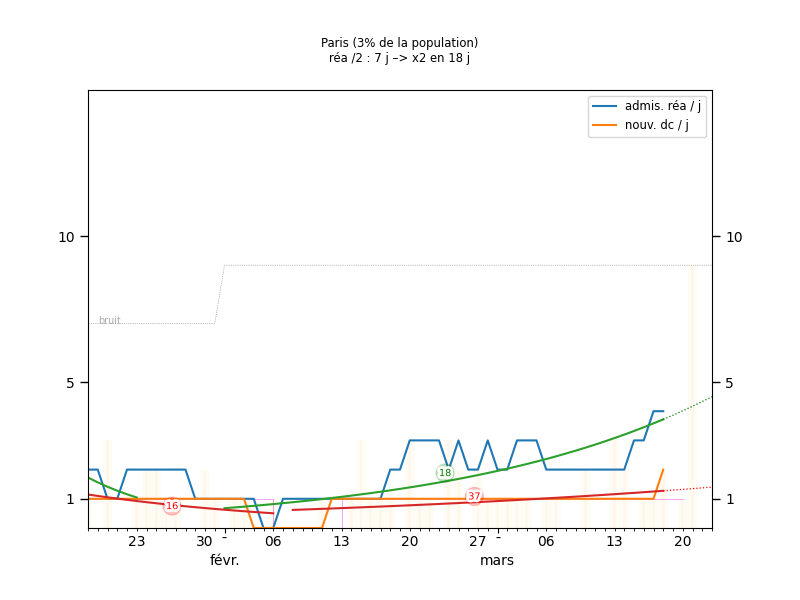 Paris (3% de la population)
réa /2 : 7 j –> x2 en 18 j
admis. réa / j
nouv. dc / j
10
10
bruit
5
5
18
37
16
1
1
23
30
-
06
13
20
27
-
06
13
20
févr.
mars